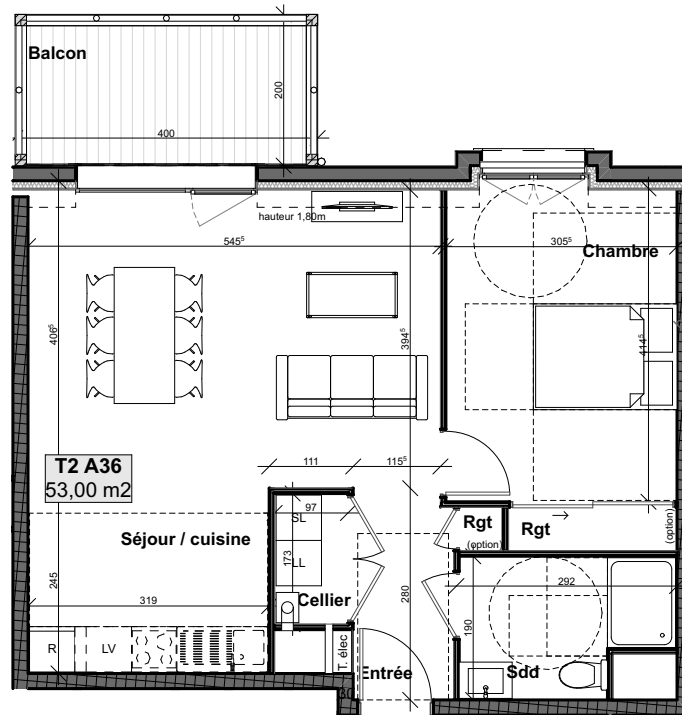 Balcon
200
400
hauteur 1,80m
545⁵
305⁵
Chambre
406⁵
394⁵
414⁵
T2 A36
53,00 m2
111
115⁵
97
SL
Rgt
(option)
Rgt
(option)
Séjour / cuisine
173
LL
292
245
319
Cellier
280
190
R
LV
T. élec
Entrée
Sdd
30